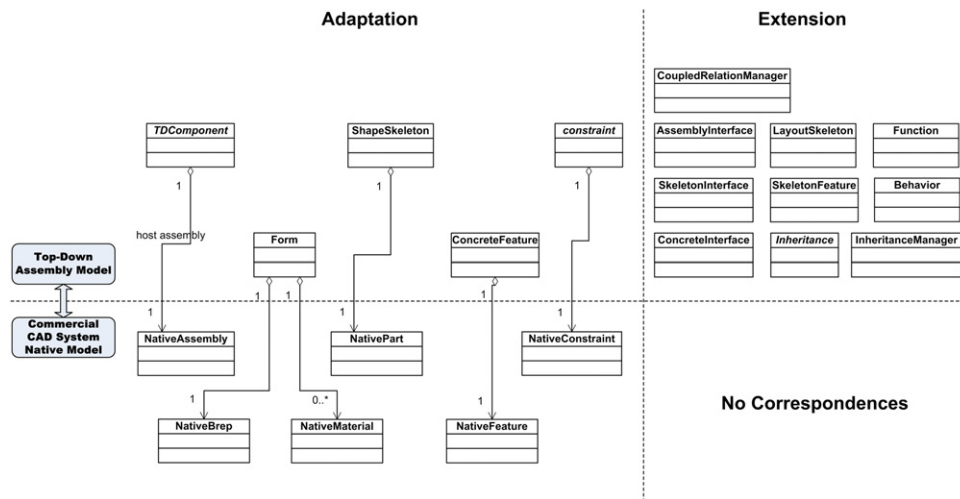 Adaptation
Extension
CoupledRelationManager
TDComponent
ShapeSkeleton
constraint
AssemblyInterface
LayoutSkeleton
Function
1
1
1
SkeletonInterface
SkeletonFeature
Behavior
host assembly
Form
ConcreteFeature
ConcreteInterface
Inheritance
InheritanceManager
Top-Down
Assembly Model
1
1
1
1
1
1
1
Commercial
CAD System
Native Model
NativeAssembly
NativePart
NativeConstraint
1
0..*
1
No Correspondences
NativeBrep
NativeMaterial
NativeFeature